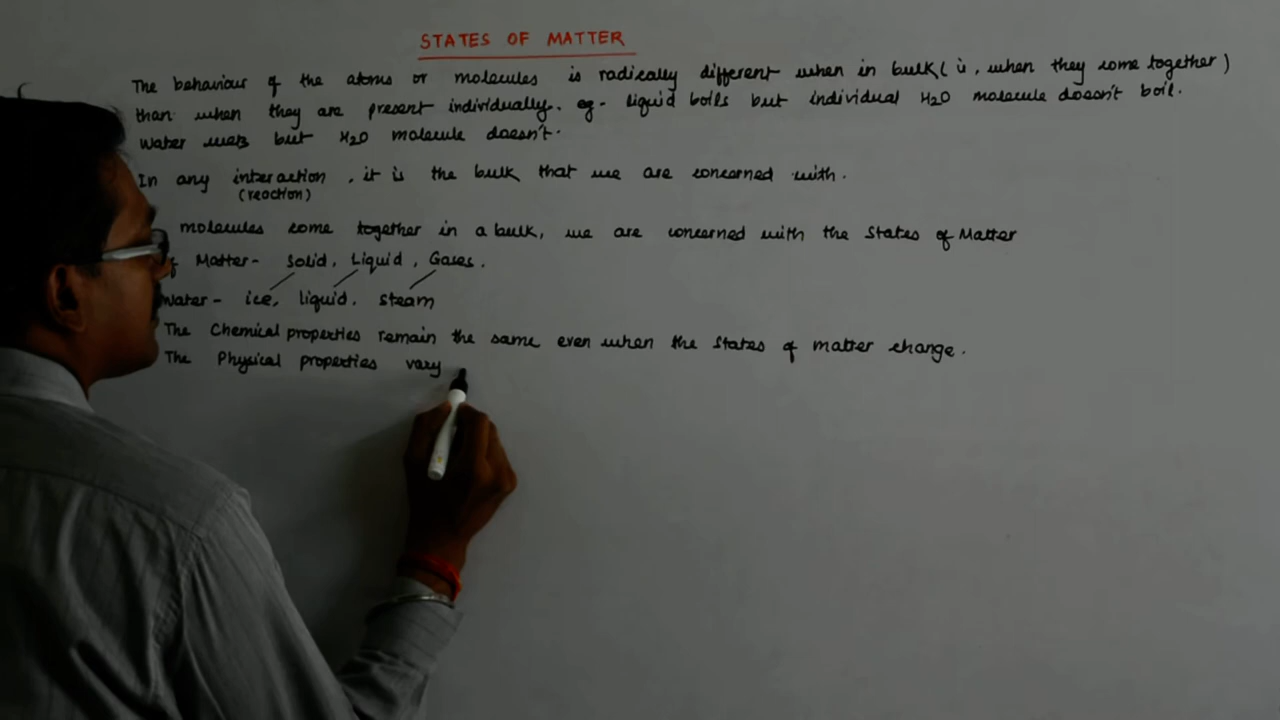 STATES OF MATTER
The behaviour of the atoms or molecules is radically different when in bulk (ie, when they come together)
than when they are present individually. eg- liquid boils but individual H2O molecule doesn't boil.
Water wets but H2O molecule doesn't.
In any interaction, it is the bulk that we are concerned with.
(reaction)
molecules come together in a bulk, we are concerned with the States of Matter
of Matter- Solid, Liquid, Gases.
Water- ice, liquid, steam
The Chemical properties remain the same even when the States of matter change.
The Physical properties vary